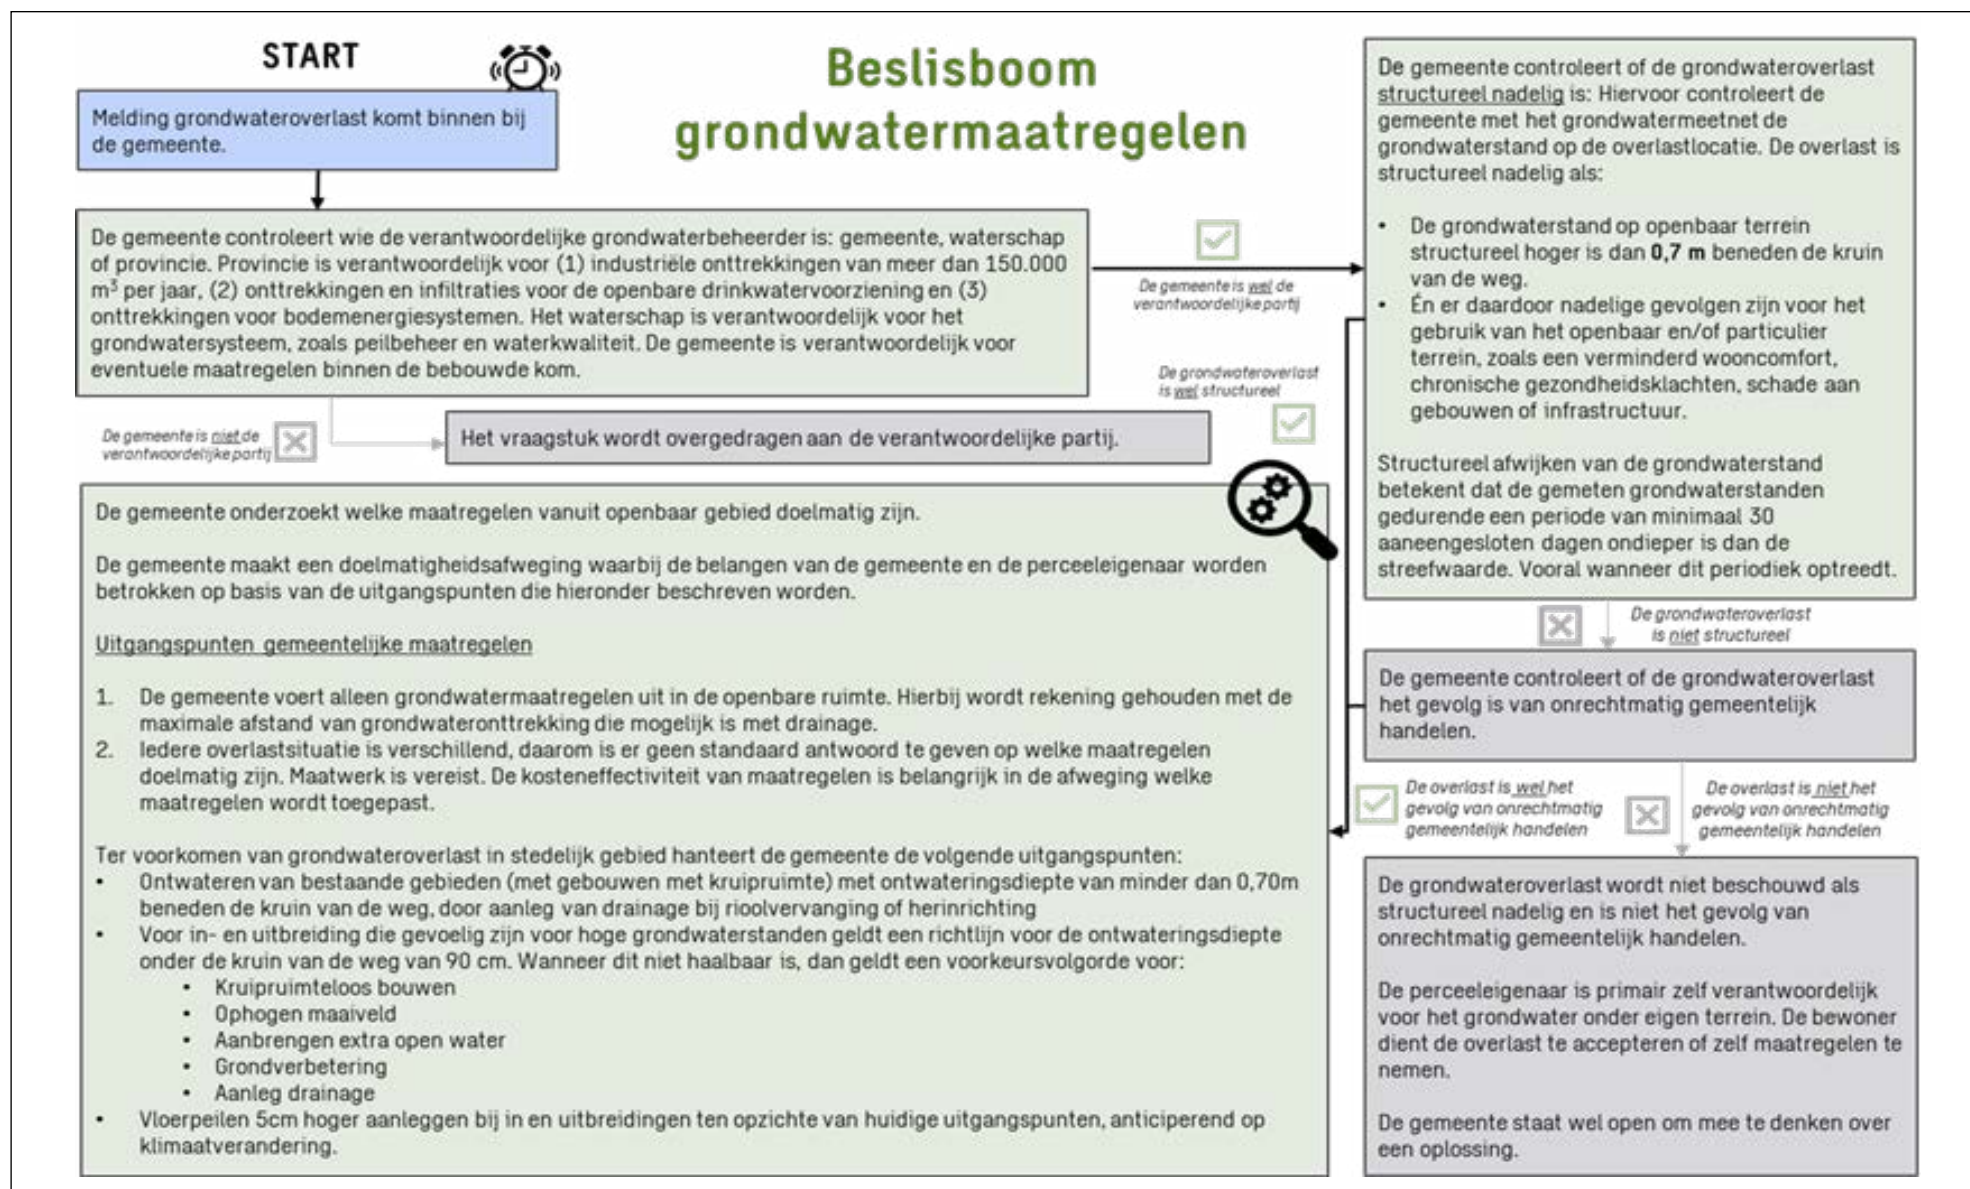 START
Beslisboom
grondwatermaatregelen
Melding grondwateroverlast komt binnen bij
de gemeente.
De gemeente controleert wie de verantwoordelijke grondwaterbeheerder is: gemeente, waterschap
of provincie. Provincie is verantwoordelijk voor (1) industriële onttrekkingen van meer dan 150.000
m³ per jaar, (2) onttrekkingen en infiltraties voor de openbare drinkwatervoorziening en (3)
onttrekkingen voor bodemenergiesystemen. Het waterschap is verantwoordelijk voor het
grondwatersysteem, zoals peilbeheer en waterkwaliteit. De gemeente is verantwoordelijk voor
eventuele maatregelen binnen de bebouwde kom.
De gemeente is wel de
verantwoordelijke partij
De gemeente is niet de
verantwoordelijke partij
Het vraagstuk wordt overgedragen aan de verantwoordelijke partij.
De gemeente controleert of de grondwateroverlast
structureel nadelig is: Hiervoor controleert de
gemeente met het grondwatermeetnet de
grondwaterstand op de overlastlocatie. De overlast is
structureel nadelig als:
• De grondwaterstand op openbaar terrein
structureel hoger is dan 0,7 m beneden de kruin
van de weg.
• Én er daardoor nadelige gevolgen zijn voor het
gebruik van het openbaar en/of particulier
terrein, zoals een verminderd wooncomfort,
chronische gezondheidsklachten, schade aan
gebouwen of infrastructuur.
Structureel afwijken van de grondwaterstand
betekent dat de gemeten grondwaterstanden
gedurende een periode van minimaal 30
aaneengesloten dagen ondieper is dan de
streefwaarde. Vooral wanneer dit periodiek optreedt.
De grondwateroverlast
is wel structureel
De gemeente onderzoekt welke maatregelen vanuit openbaar gebied doelmatig zijn.
De gemeente maakt een doelmatigheidsafweging waarbij de belangen van de gemeente en de perceeleigenaar worden
betrokken op basis van de uitgangspunten die hieronder beschreven worden.
Uitgangspunten gemeentelijke maatregelen
1. De gemeente voert alleen grondwatermaatregelen uit in de openbare ruimte. Hierbij wordt rekening gehouden met de
maximale afstand van grondwateronttrekking die mogelijk is met drainage.
2. Iedere overlastsituatie is verschillend, daarom is er geen standaard antwoord te geven op welke maatregelen
doelmatig zijn. Maatwerk is vereist. De kosteneffectiviteit van maatregelen is belangrijk in de afweging welke
maatregelen wordt toegepast.
Ter voorkomen van grondwateroverlast in stedelijk gebied hanteert de gemeente de volgende uitgangspunten:
• Ontwateren van bestaande gebieden (met gebouwen met kruipruimte) met ontwateringsdiepte van minder dan 0,70m
beneden de kruin van de weg, door aanleg van drainage bij rioolvervanging of herinrichting
• Voor in- en uitbreiding die gevoelig zijn voor hoge grondwaterstanden geldt een richtlijn voor de ontwateringsdiepte
onder de kruin van de weg van 90 cm. Wanneer dit niet haalbaar is, dan geldt een voorkeursvolgorde voor:
• Kruipruimteloos bouwen
• Ophogen maaiveld
• Aanbrengen extra open water
• Grondverbetering
• Aanleg drainage
• Vloerpeilen 5cm hoger aanleggen bij in en uitbreidingen ten opzichte van huidige uitgangspunten, anticiperend op
klimaatverandering.
De grondwateroverlast
is niet structureel
De gemeente controleert of de grondwateroverlast
het gevolg is van onrechtmatig gemeentelijk
handelen.
De overlast is wel het
gevolg van onrechtmatig
gemeentelijk handelen
De overlast is niet het
gevolg van onrechtmatig
gemeentelijk handelen
De grondwateroverlast wordt niet beschouwd als
structureel nadelig en is niet het gevolg van
onrechtmatig gemeentelijk handelen.
De perceeleigenaar is primair zelf verantwoordelijk
voor het grondwater onder eigen terrein. De bewoner
dient de overlast te accepteren of zelf maatregelen te
nemen.
De gemeente staat wel open om mee te denken over
een oplossing.